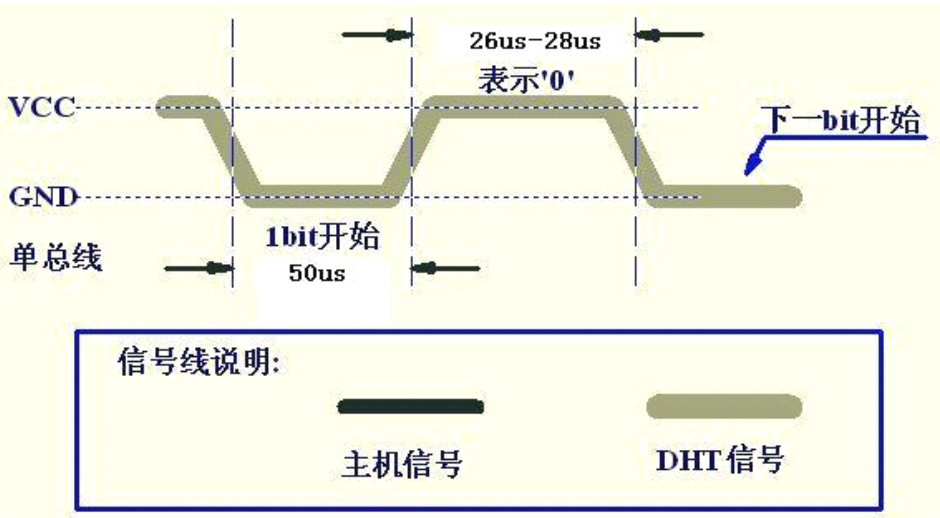 26us-28us
表示'0'
VCC
下一bit开始
GND
1bit开始
单总线
50us
信号线说明:
主机信号
DHT信号